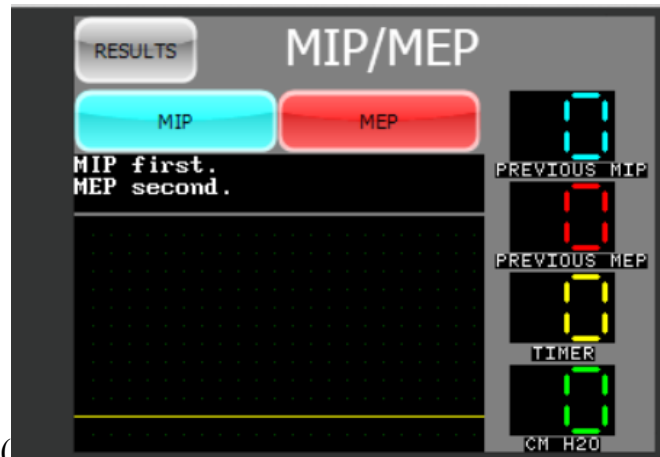 RESULTS
MIP/MEP
MIP
MEP
MIP first.
MEP second.
0
PREVIOUS MIP
0
PREVIOUS MEP
0
TIMER
0
CM H2O
(